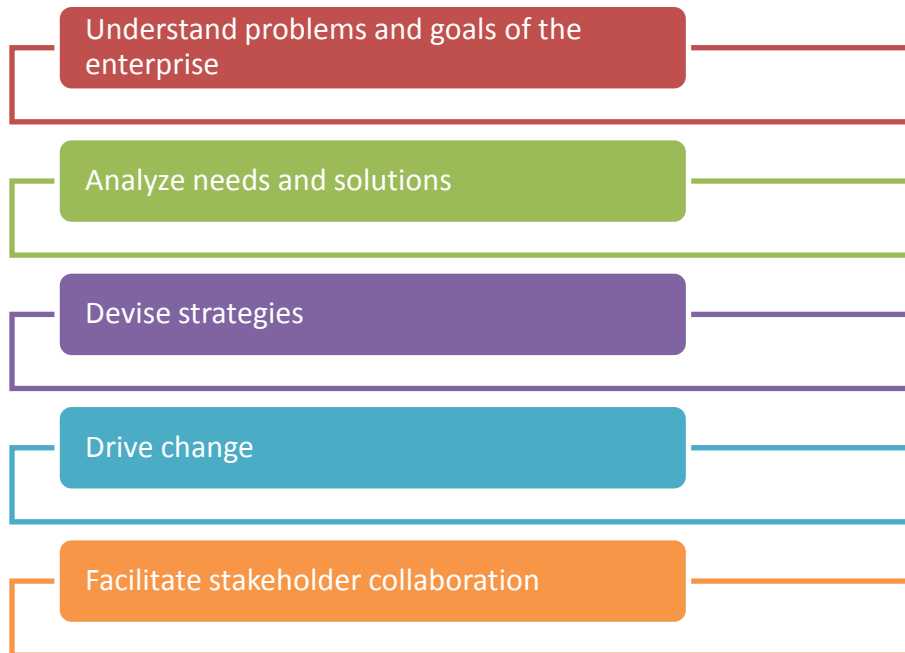 Understand problems and goals of the
enterprise
Analyze needs and solutions
Devise strategies
Drive change
Facilitate stakeholder collaboration